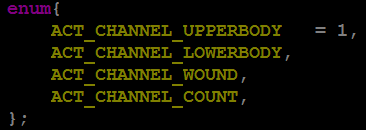 enum{
    ACT_CHANNEL_UPPERBODY   = 1,
    ACT_CHANNEL_LOWERBODY,
    ACT_CHANNEL_WOUND,
    ACT_CHANNEL_COUNT,
};